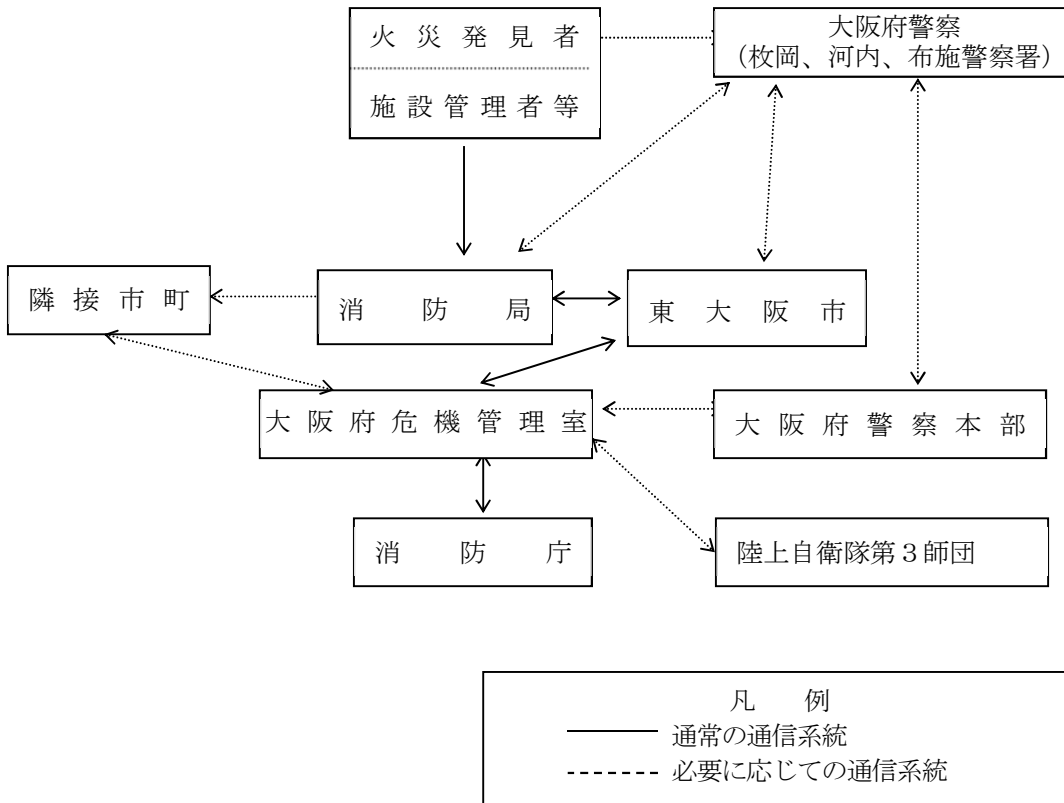 火災発見者
施設管理者等
大阪府警察
（枚岡、河内、布施警察署）
隣接市町
消防局
東大阪市
大阪府危機管理室
大阪府警察本部
消防庁
陸上自衛隊第３師団
凡例
通常の通信系統
必要に応じての通信系統